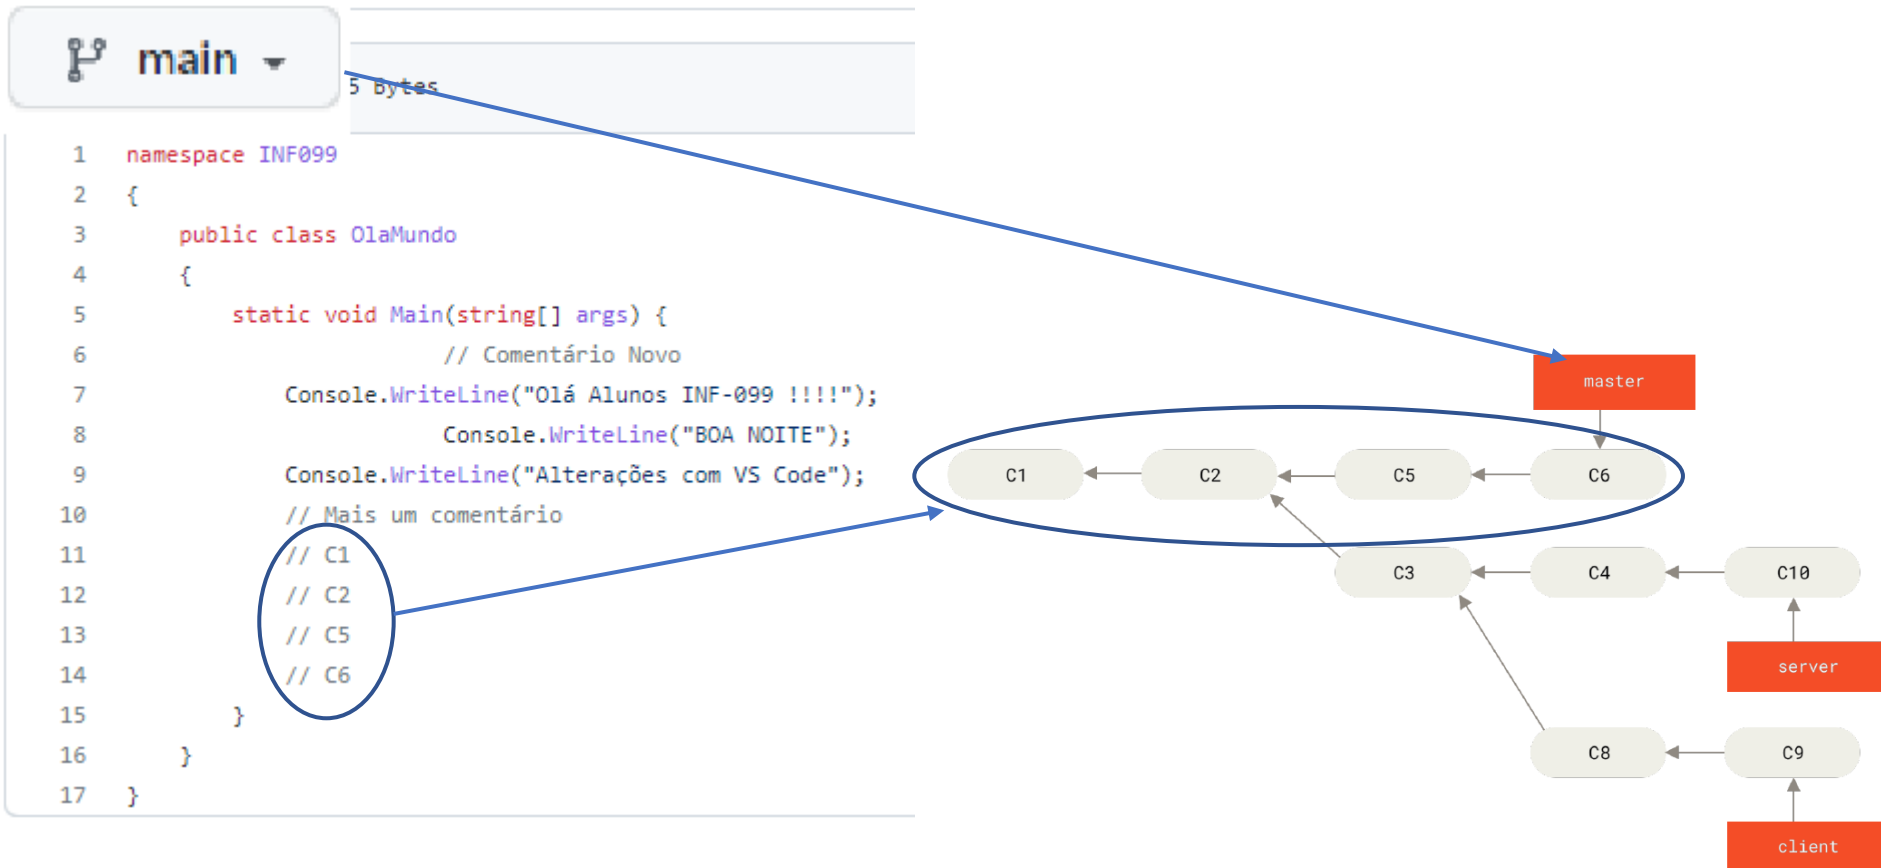 main
5 Bytes
1 namespace INF099
2 {
3 public class OlaMundo
4 {
5 static void Main(string[] args) {
6 // Comentário Novo
7 Console.WriteLine("Olá Alunos INF-099 !!!!");
8 Console.WriteLine("BOA NOITE");
9 Console.WriteLine("Alterações com VS Code");
10 // Mais um comentário
11 // C1
12 // C2
13 // C5
14 // C6
15 }
16 }
17 }
master
C1 C2 C5 C6
C3 C4 C10
server
C8 C9
client